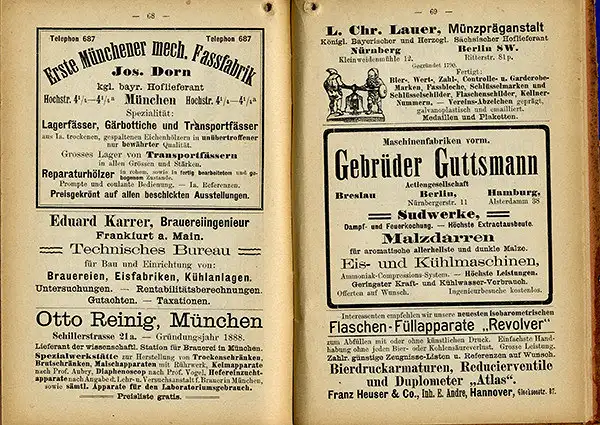 — 68 —
Telephon 687 Telephon 687
Erste Münchener mech. Fassfabrik
Jos. Dorn
kgl. bayr. Hoflieferant
Hochstr. 4¹/₄—4¹/₄ª München Hochstr. 4¹/₄—4¹/₄ª
Spezialität:
Lagerfässer, Gärbottiche und Transportfässer
aus Ia. trockenen, gespaltenen Eichenhölzern in unübertroffener
nur bewährter Qualität.
Grosses Lager von Transportfässern
in allen Grössen und Stärken.
Reparaturhölzer in rohem, sowie in fertig bearbeitetem und ge-
bogenem Zustande.
Prompte und coulante Bedienung. — Ia. Referenzen.
Preisgekrönt auf allen beschickten Ausstellungen.
Eduard Karrer, Brauereiingenieur
Frankfurt a. Main.
Technisches Bureau
für Bau und Einrichtung von:
Brauereien, Eisfabriken, Kühlanlagen.
Untersuchungen. — Rentabilitätsberechnungen.
Gutachten. — Taxationen.
Otto Reinig, München
Schillerstrasse 21a. — Gründungsjahr 1888.
Lieferant der wissenschaftl. Station für Brauerei in München.
Spezialwerkstätte zur Herstellung von Trockenschränken,
Brutschränken, Maischapparaten mit Rührwerk, Keimapparate
nach Prof. Aubry, Diaphanoscop nach Prof. Vogel, Hefereinzucht-
apparate nach Angabe d. Lehr- u. Versuchsanstalt f. Brauer in München,
sowie sämtl. Apparate für den Laboratoriumsgebrauch.
Preisliste gratis.
— 69 —
L. Chr. Lauer, Münzprägeanstalt
Königl. Bayerischer und Herzogl. Sächsischer Hoflieferant
Nürnberg Berlin SW.
Kleinweidenmühle 12. Ritterstr. 81p.
Gegründet 1790.
Fertigt:
Bier-, Wert-, Zahl-, Controlle- u. Garderobe-
Marken, Passbleche, Schlüsselmarken und
Schlüsselschilder, Flaschenschilder, Kellner-
Nummern. — Vereins-Abzeichen geprägt,
galvanoplastisch und emailliert.
Medaillen und Plaketten.
Maschinenfabriken vorm.
Gebrüder Guttsmann
Actiengesellschaft
Breslau Berlin, Hamburg,
Nürnbergerstr. 11 Alsterdamm 38
Sudwerke,
Dampf- und Feuerkochung. — Höchste Extractausbeute.
Malzdarren
für aromatische allerhellste und dunkle Malze.
Eis- und Kühlmaschinen,
Ammoniak-Compressions-System. — Höchste Leistungen.
Geringster Kraft- und Kühlwasser-Verbrauch.
Offerten auf Wunsch. Ingenieurbesuche kostenlos.
Interessenten empfehlen wir unsere neuesten isobarometrischen
Flaschen-Füllapparate „Revolver"
zum Abfüllen mit oder ohne künstlichen Druck. Einfachste Hand-
habung ohne jeden Bier- oder Kohlensäureverlust. Grosse Leistung.
Zahlr. günstige Zeugnisse-Listen u. Referenzen auf Wunsch.
Bierdruckarmaturen, Reducierventile
und Duplometer „Atlas".
Franz Heuser & Co., Inh. E. Andre, Hannover,